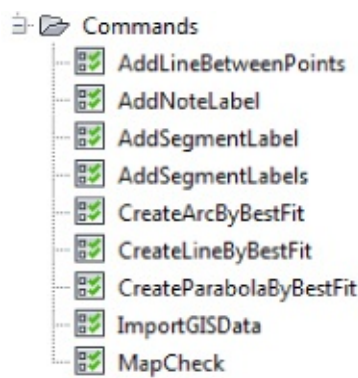 Commands
AddLineBetweenPoints
AddNoteLabel
AddSegmentLabel
AddSegmentLabels
CreateArcByBestFit
CreateLineByBestFit
CreateParabolaByBestFit
ImportGISData
MapCheck